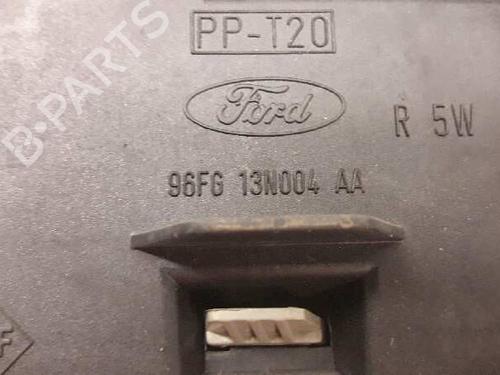 B-PARTS
PP-T20
Ford
R 5W
96FG 13N004 AA